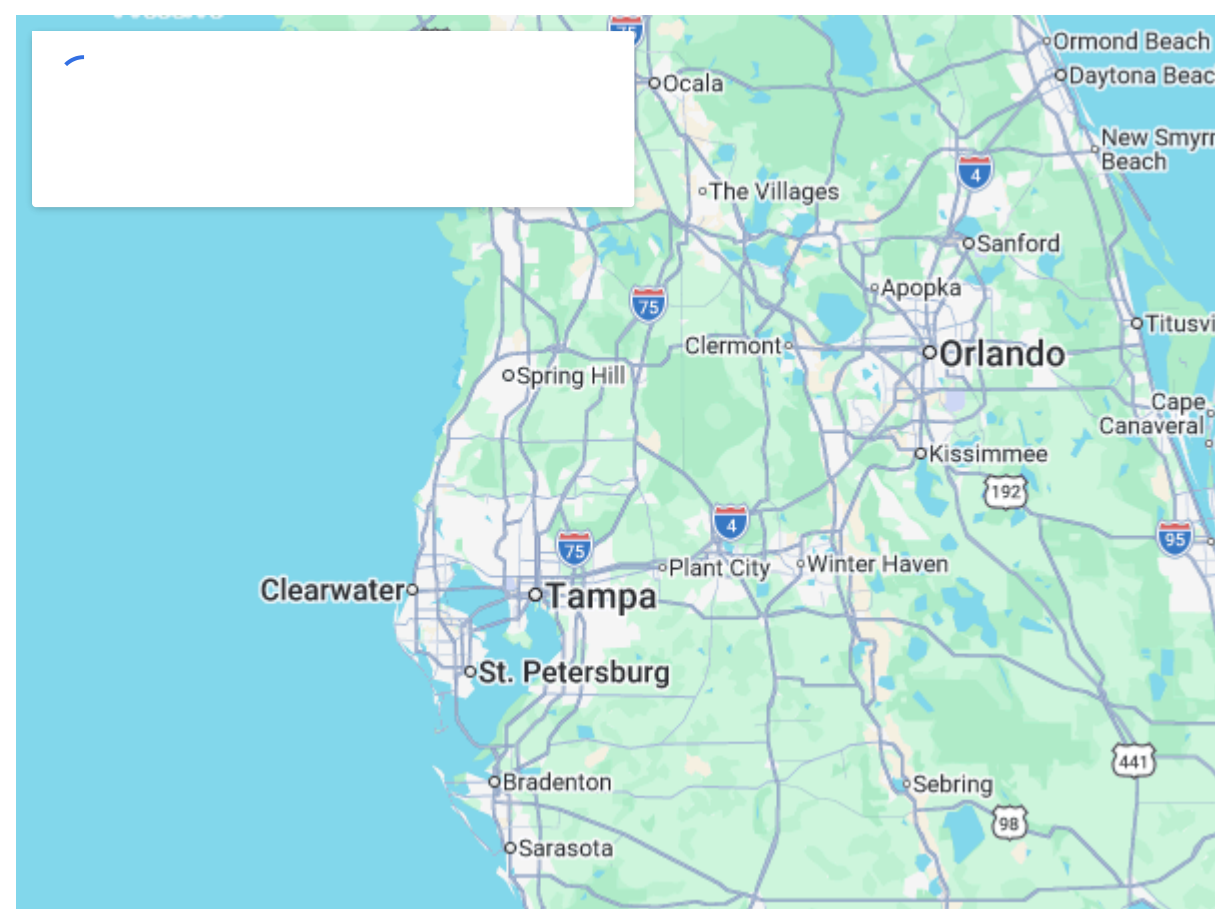 75
Ormond Beach
Ocala
Daytona Beac
New Smyrn
Beach
4
The Villages
Sanford
Apopka
75
Titusvi
Clermont
Orlando
Spring Hill
Cape
Canaveral
Kissimmee
192
4
95
75
Plant City
Winter Haven
Clearwater
Tampa
St. Petersburg
441
Bradenton
Sebring
98
Sarasota